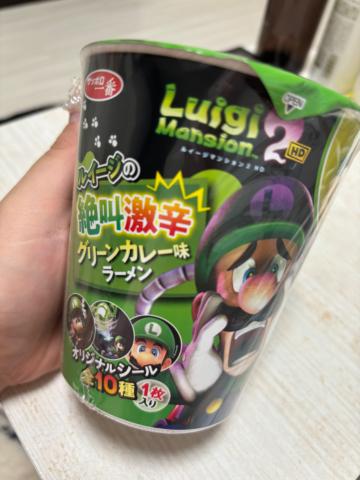 サッポロ
一番
OPEN
Luigi
Mansion™ 2 HD
ルイージマンション2 HD
ルイージの
絶叫激辛
グリーンカレー味
ラーメン
オリジナルシール
全10種 1枚入り